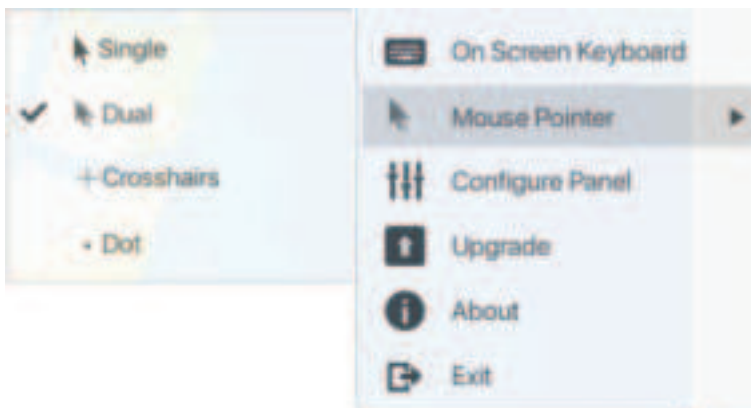 Single
Dual
Crosshairs
Dot
On Screen Keyboard
Mouse Pointer
Configure Panel
Upgrade
About
Exit